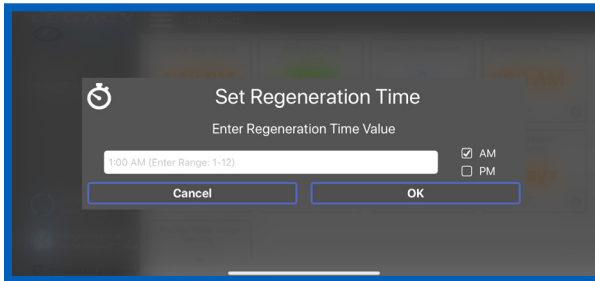 Set Regeneration Time
Enter Regeneration Time Value
1:00 AM (Enter Range: 1-12)
AM
PM
Cancel
OK